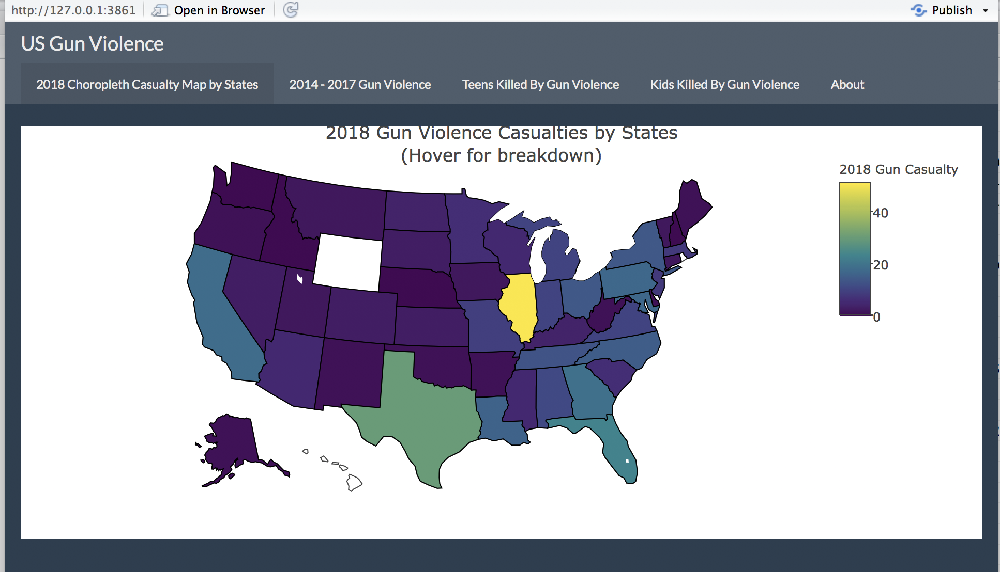 http://127.0.0.1:3861 Open in Browser Publish
US Gun Violence
2018 Choropleth Casualty Map by States 2014 - 2017 Gun Violence Teens Killed By Gun Violence Kids Killed By Gun Violence About
2018 Gun Violence Casualties by States
(Hover for breakdown)
2018 Gun Casualty
40
20
0